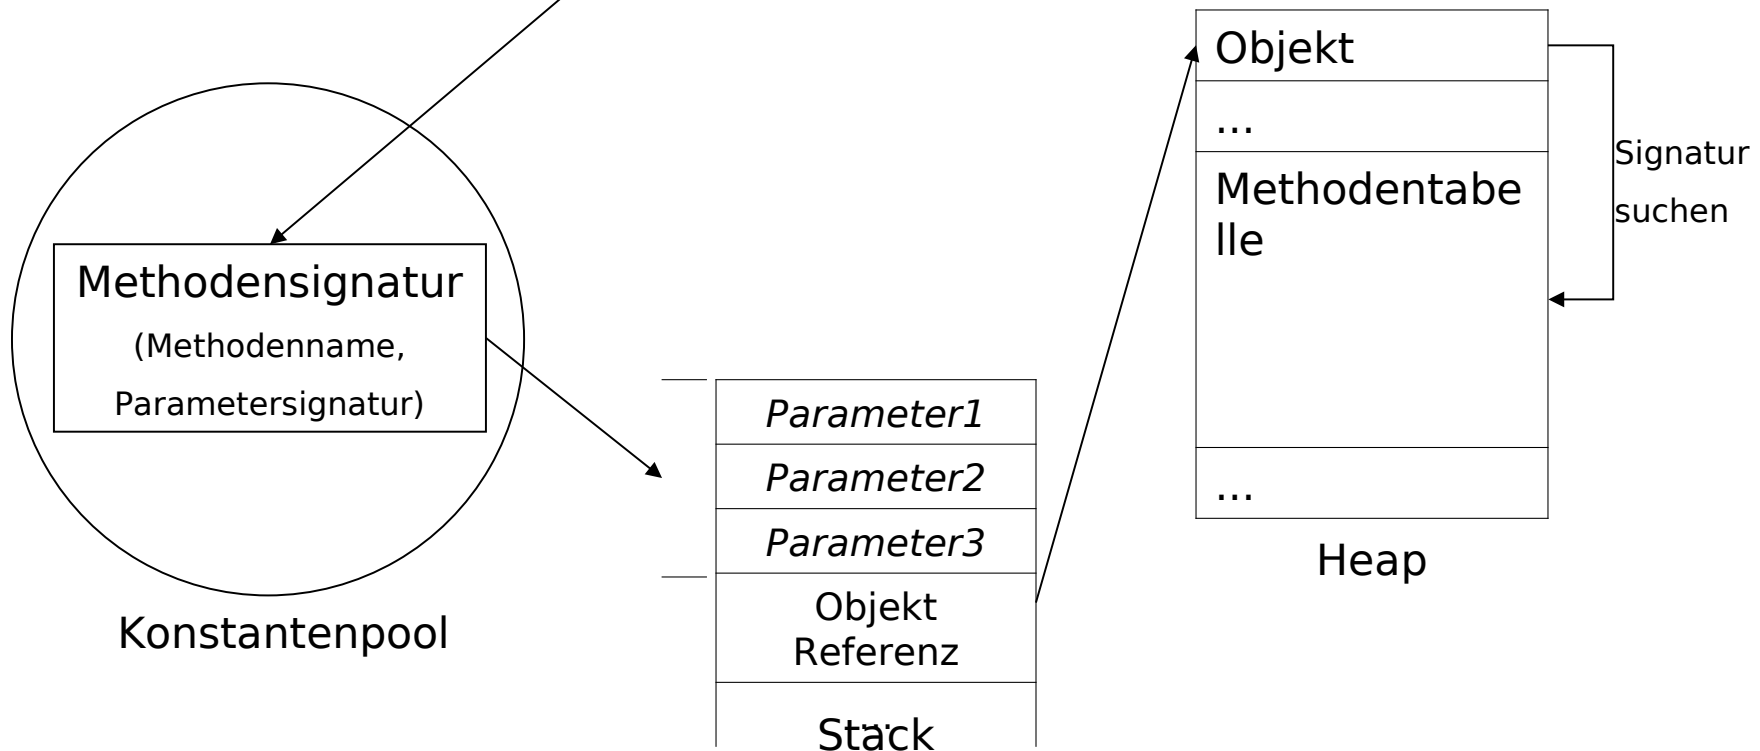 Methodensignatur
(Methodenname,
Parametersignatur)
Konstantenpool
Parameter1
Parameter2
Parameter3
Objekt
Referenz
...
Stack
Objekt
...
Methodentabe
lle
...
Heap
Signatur
suchen